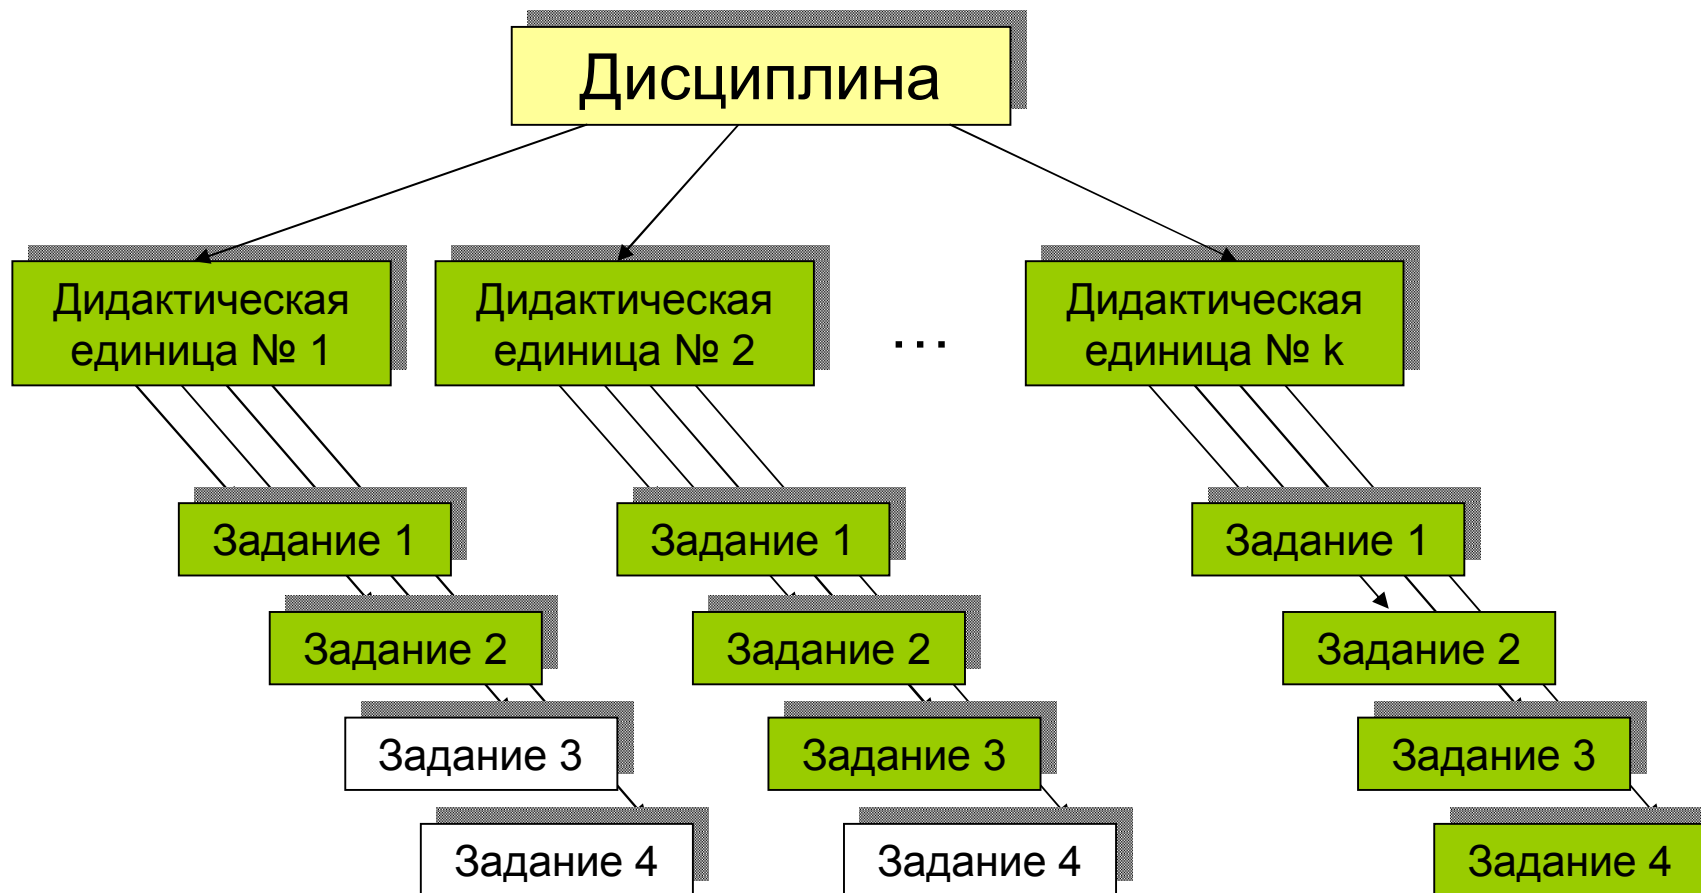 Дисциплина
Дидактическая
единица № 1
Дидактическая
единица № 2
...
Дидактическая
единица № k
Задание 1
Задание 1
Задание 1
Задание 2
Задание 2
Задание 2
Задание 3
Задание 3
Задание 3
Задание 4
Задание 4
Задание 4